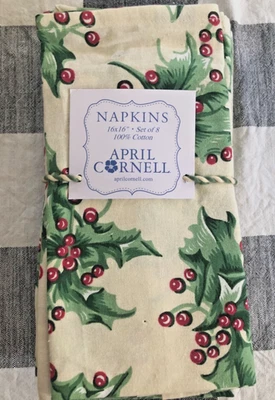 NAPKINS
16x16" • Set of 8
100% Cotton
APRIL
CORNELL
aprilcornell.com